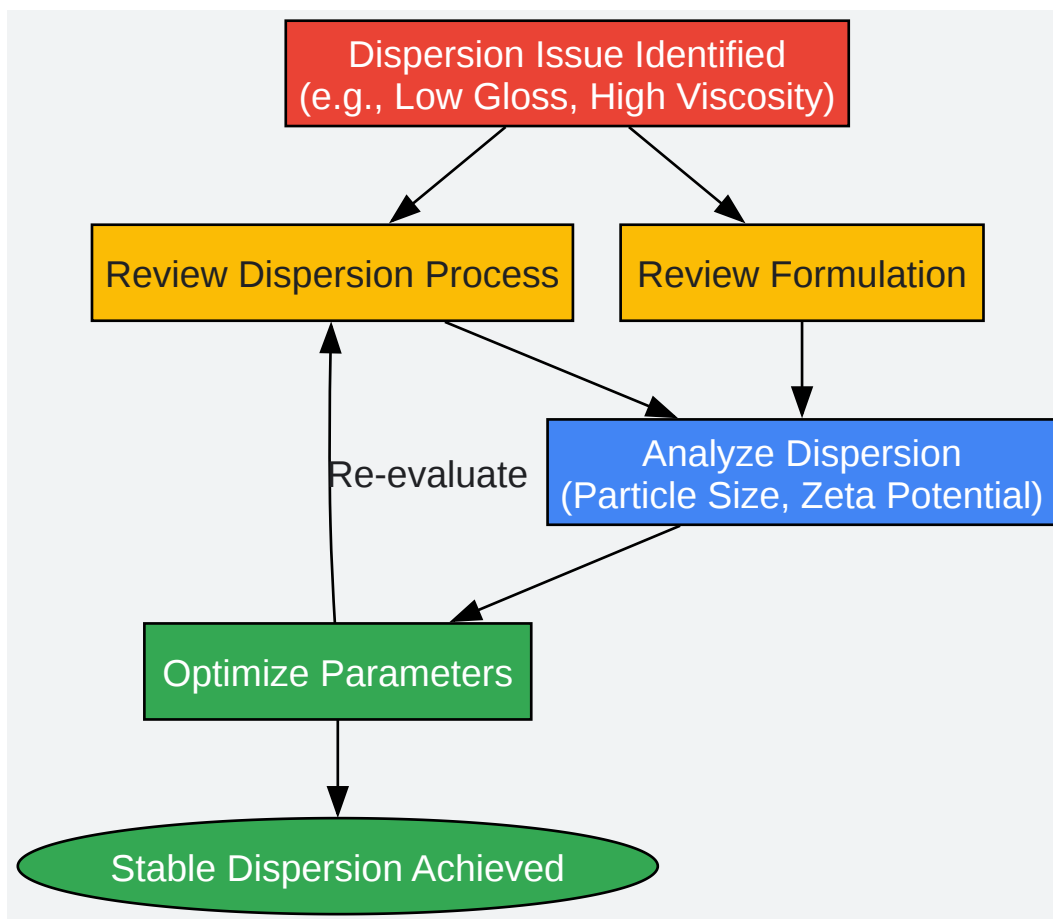 Dispersion Issue Identified
(e.g., Low Gloss, High Viscosity)
Review Dispersion Process
Review Formulation
Analyze Dispersion
(Particle Size, Zeta Potential)
Re-evaluate
Optimize Parameters
Stable Dispersion Achieved